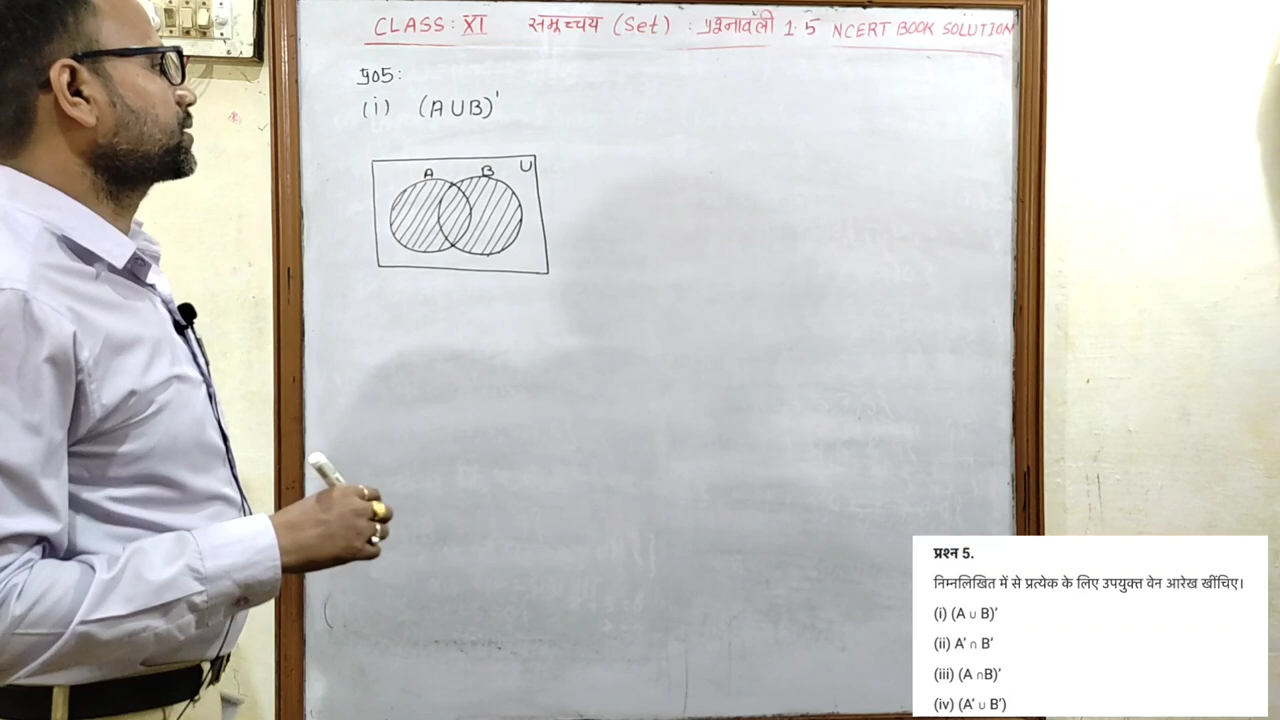 CLASS: XI समुच्चय (Set) : प्रश्नावली 1.5 NCERT BOOK SOLUTION
प्र05:
(i) (A ∪ B)'
A B U
प्रश्न 5.
निम्नलिखित में से प्रत्येक के लिए उपयुक्त वेन आरेख खींचिए।
(i) (A ∪ B)′
(ii) A′ ∩ B′
(iii) (A ∩B)′
(iv) (A′ ∪ B′)